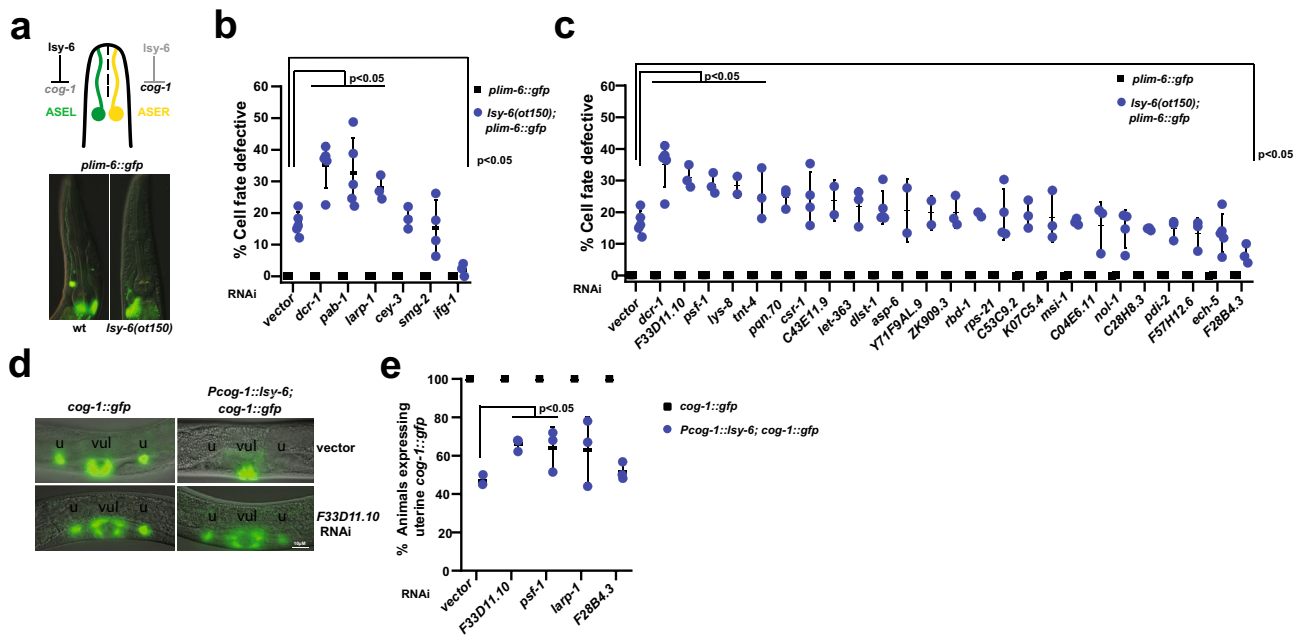 a
lsy-6
lsy-6
cog-1
cog-1
ASEL
ASER
plim-6::gfp
wt
lsy-6(ot150)
b
% Cell fate defective
60
50
40
30
20
10
0
p<0.05
plim-6::gfp
lsy-6(ot150);
plim-6::gfp
p<0.05
RNAi
vector
dcr-1
pab-1
larp-1
cey-3
smg-2
ifg-1
c
% Cell fate defective
60
50
40
30
20
10
0
p<0.05
plim-6::gfp
lsy-6(ot150);
plim-6::gfp
p<0.05
RNAi
vector
dcr-1
F33D11.10
psf-1
lys-8
tnt-4
pqn.70
csr-1
C43E11.9
let-363
dlst-1
asp-6
Y71F9AL.9
ZK909.3
rbd-1
rps-21
C53C9.2
K07C5.4
msi-1
C04E6.11
nol-1
C28H8.3
pdi-2
F57H12.6
ech-5
F28B4.3
d
cog-1::gfp
Pcog-1::lsy-6;
cog-1::gfp
u vul u
u vul u
vector
u vul u
u vul u
F33D11.10
RNAi
10µM
e
% Animals expressing
uterine cog-1::gfp
100
80
60
40
20
0
p<0.05
cog-1::gfp
Pcog-1::lsy-6; cog-1::gfp
RNAi
vector
F33D11.10
psf-1
larp-1
F28B4.3